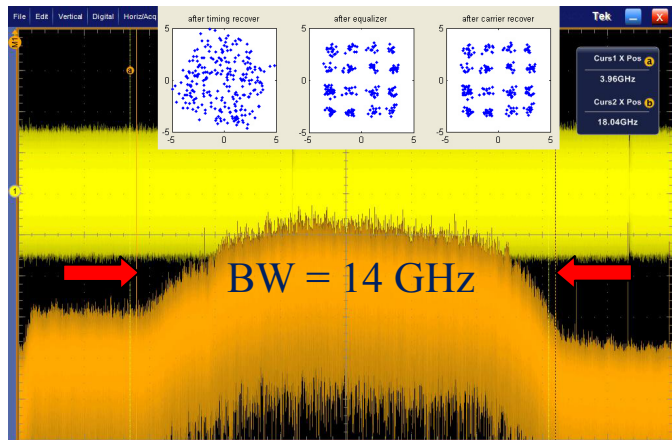 File Edit Vertical Digital Horiz/Acq
Tek
X
after timing recover
after equalizer
after carrier recover
5
0
-5
-5 0 5
5
0
-5
-5 0 5
5
0
-5
-5 0 5
Curs1 X Pos a
3.96GHz
Curs2 X Pos b
18.04GHz
a
1
BW = 14 GHz